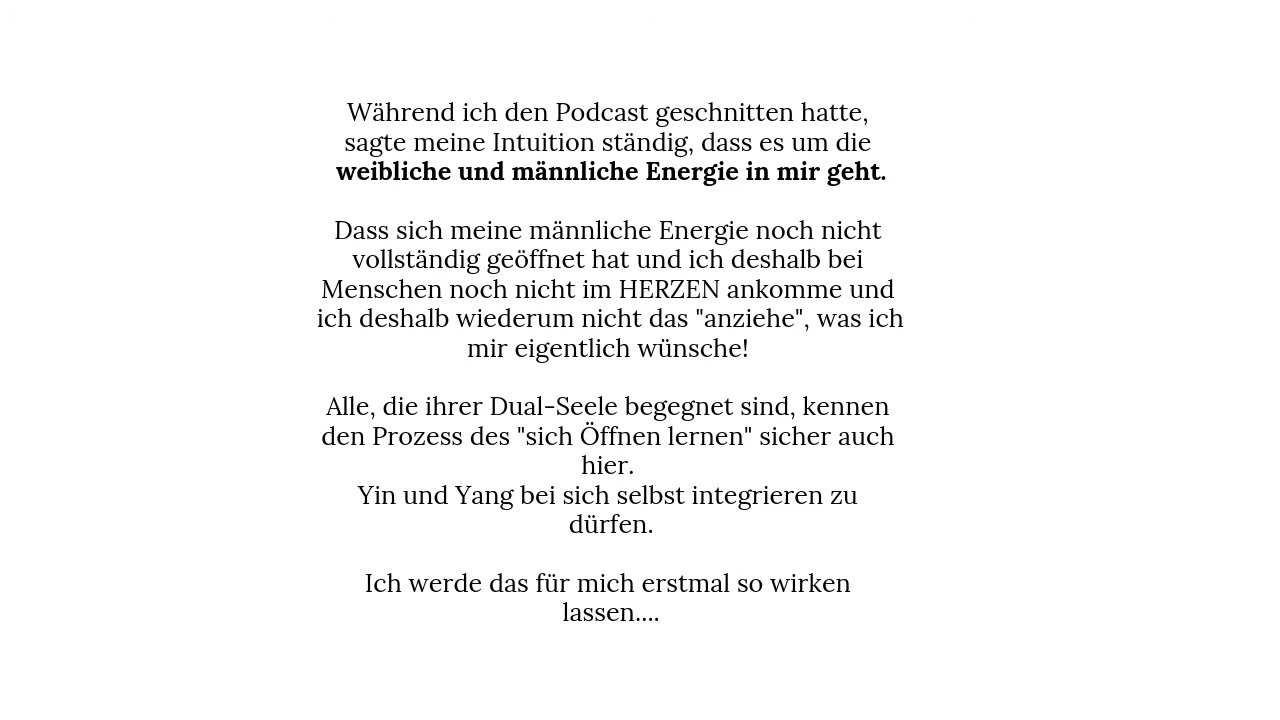 Während ich den Podcast geschnitten hatte,
sagte meine Intuition ständig, dass es um die
weibliche und männliche Energie in mir geht.
Dass sich meine männliche Energie noch nicht
vollständig geöffnet hat und ich deshalb bei
Menschen noch nicht im HERZEN ankomme und
ich deshalb wiederum nicht das "anziehe", was ich
mir eigentlich wünsche!
Alle, die ihrer Dual-Seele begegnet sind, kennen
den Prozess des "sich Öffnen lernen" sicher auch
hier.
Yin und Yang bei sich selbst integrieren zu
dürfen.
Ich werde das für mich erstmal so wirken
lassen....